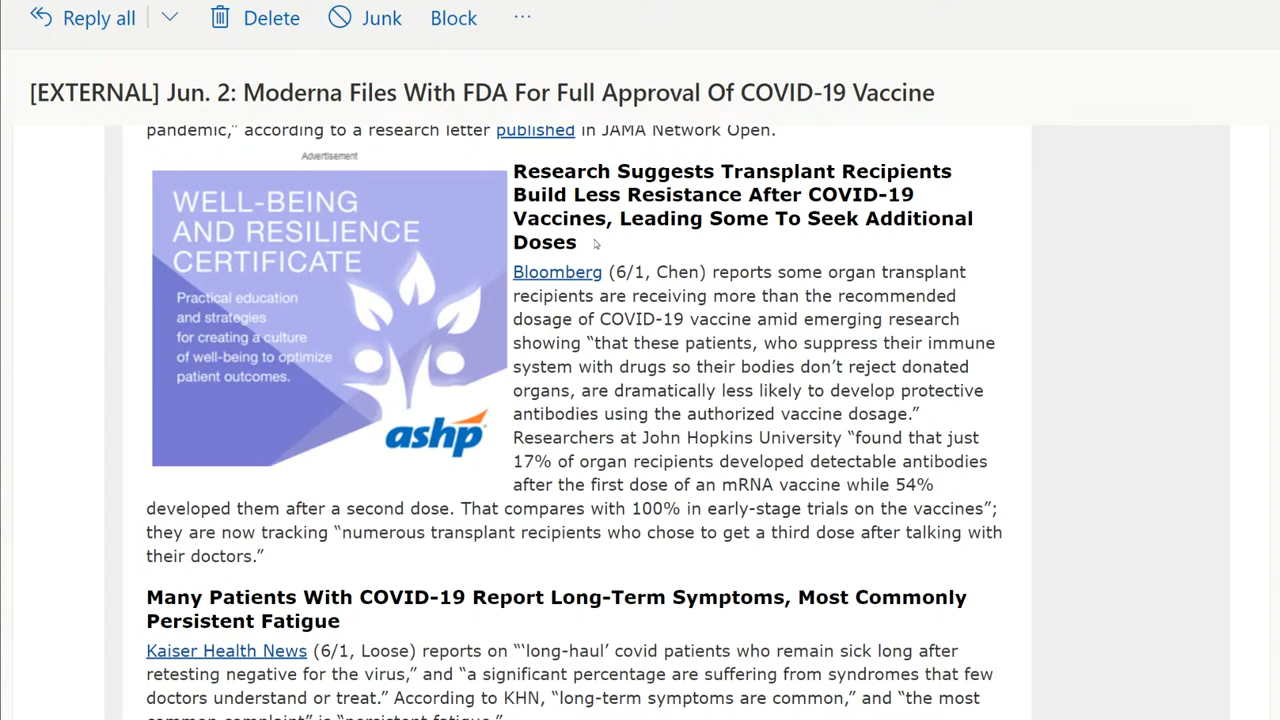 Reply all
Delete
Junk
Block
...
[EXTERNAL] Jun. 2: Moderna Files With FDA For Full Approval Of COVID-19 Vaccine
pandemic,” according to a research letter published in JAMA Network Open.
Advertisement
WELL-BEING
AND RESILIENCE
CERTIFICATE
Practical education
and strategies
for creating a culture
of well-being to optimize
patient outcomes.
ashp
Research Suggests Transplant Recipients
Build Less Resistance After COVID-19
Vaccines, Leading Some To Seek Additional
Doses
Bloomberg (6/1, Chen) reports some organ transplant
recipients are receiving more than the recommended
dosage of COVID-19 vaccine amid emerging research
showing “that these patients, who suppress their immune
system with drugs so their bodies don’t reject donated
organs, are dramatically less likely to develop protective
antibodies using the authorized vaccine dosage.”
Researchers at John Hopkins University “found that just
17% of organ recipients developed detectable antibodies
after the first dose of an mRNA vaccine while 54%
developed them after a second dose. That compares with 100% in early-stage trials on the vaccines”;
they are now tracking “numerous transplant recipients who chose to get a third dose after talking with
their doctors.”
Many Patients With COVID-19 Report Long-Term Symptoms, Most Commonly
Persistent Fatigue
Kaiser Health News (6/1, Loose) reports on “‘long-haul’ covid patients who remain sick long after
retesting negative for the virus,” and “a significant percentage are suffering from syndromes that few
doctors understand or treat.” According to KHN, “long-term symptoms are common,” and “the most
common complaint” is “persistent fatigue.”